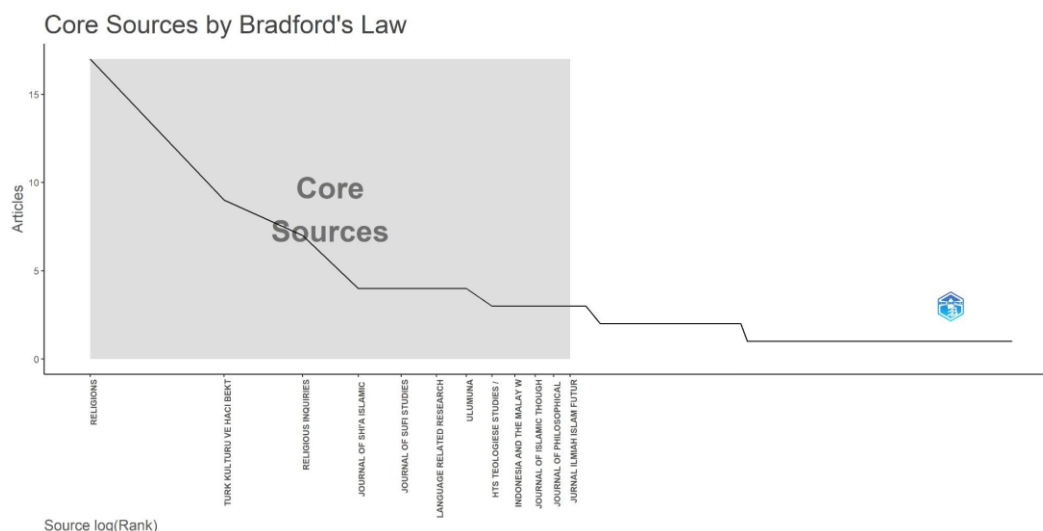 Core Sources by Bradford's Law
Articles
15
10
5
0
Core
Sources
RELIGIONS
TURK KULTURU VE HACI BEKT
RELIGIOUS INQUIRIES
JOURNAL OF SHI'A ISLAMIC
JOURNAL OF SUFI STUDIES
LANGUAGE RELATED RESEARCH
ULUMUNA
HTS TEOLOGIESE STUDIES /
INDONESIA AND THE MALAY W
JOURNAL OF ISLAMIC THOUGH
JOURNAL OF PHILOSOPHICAL
JURNAL ILMIAH ISLAM FUTUR
Source log(Rank)